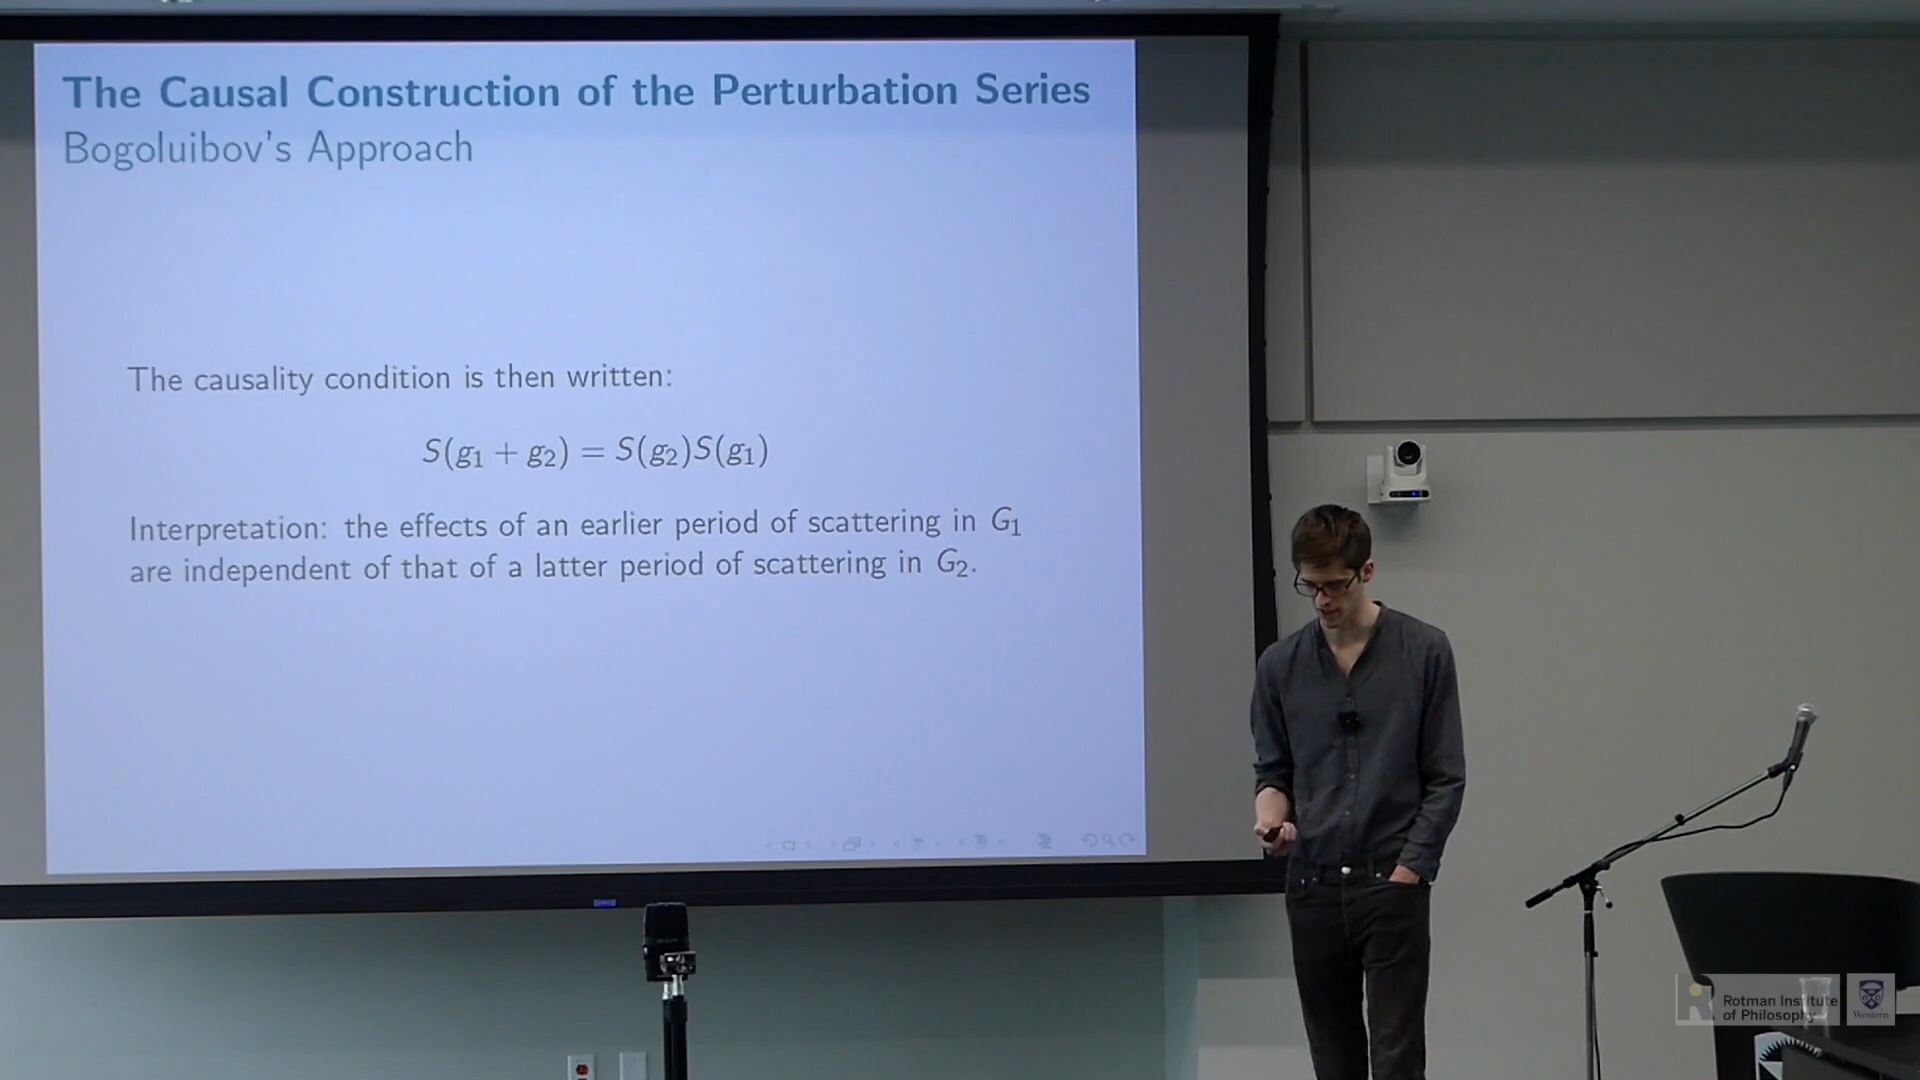 The Causal Construction of the Perturbation Series
Bogoluibov's Approach
The causality condition is then written:
S(g₁ + g₂) = S(g₂)S(g₁)
Interpretation: the effects of an earlier period of scattering in G₁
are independent of that of a latter period of scattering in G₂.
R
Rotman Institute
of Philosophy
Western